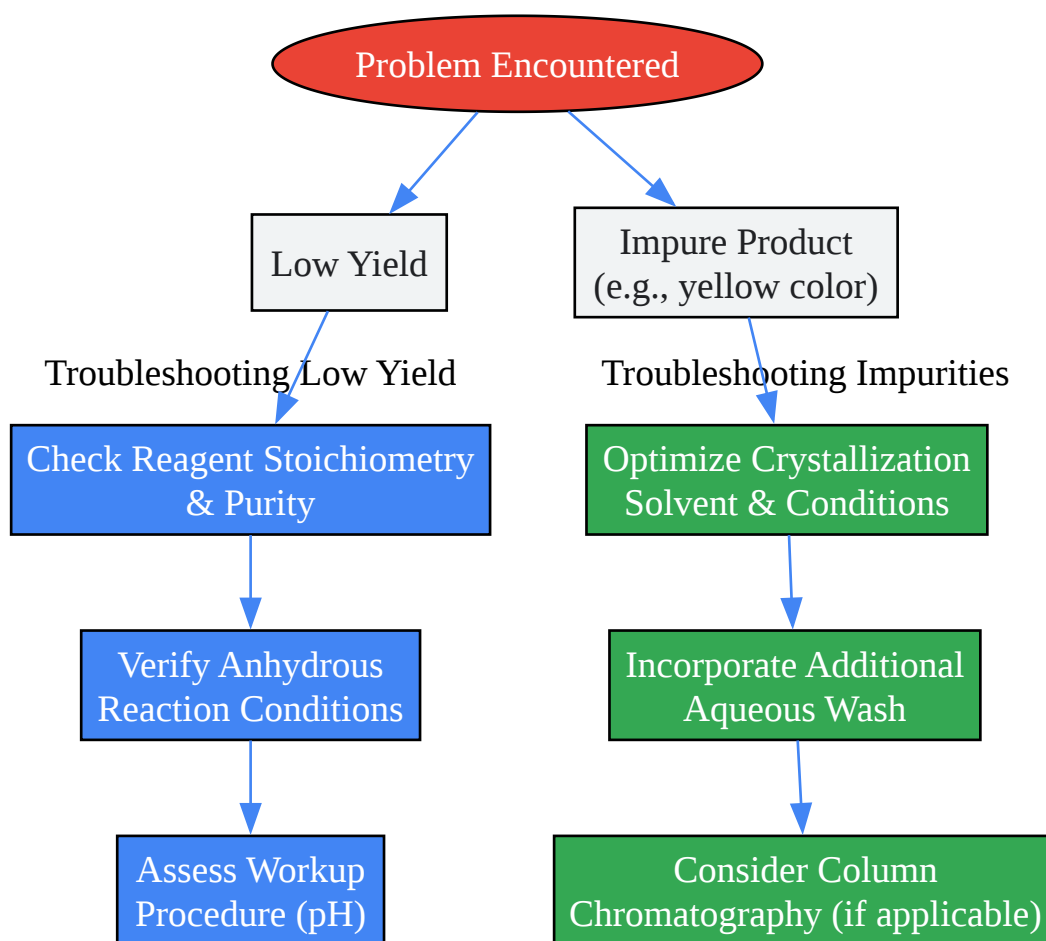 Problem Encountered
Low Yield
Impure Product
(e.g., yellow color)
Troubleshooting Low Yield
Troubleshooting Impurities
Check Reagent Stoichiometry
& Purity
Optimize Crystallization
Solvent & Conditions
Verify Anhydrous
Reaction Conditions
Incorporate Additional
Aqueous Wash
Assess Workup
Procedure (pH)
Consider Column
Chromatography (if applicable)